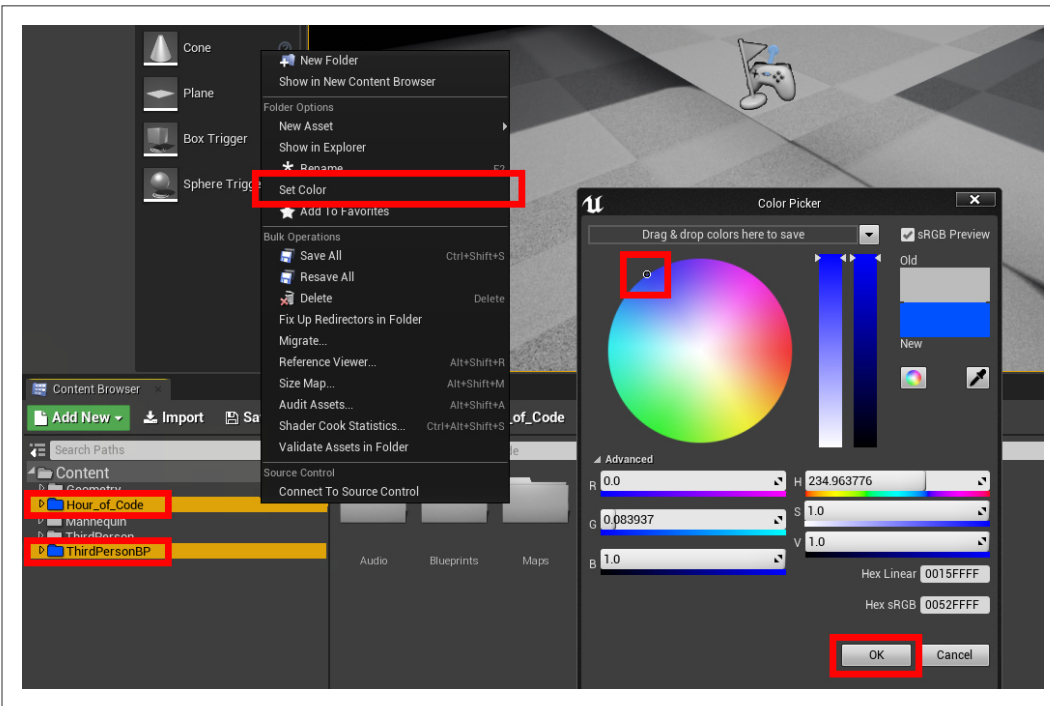 Cone
Plane
Box Trigger
Sphere Trigge
New Folder
Show in New Content Browser
Folder Options
New Asset
Show in Explorer
Rename F2
Set Color
Add To Favorites
Bulk Operations
Save All Ctrl+Shift+S
Resave All
Delete Delete
Fix Up Redirectors in Folder
Migrate...
Reference Viewer... Alt+Shift+R
Size Map... Alt+Shift+M
Audit Assets... Alt+Shift+A
Shader Cook Statistics... Ctrl+Alt+Shift+S
Validate Assets in Folder
Source Control
Connect To Source Control
Content Browser
Add New Import Sa of_Code
Search Paths
Content
Geometry
Hour_of_Code
Mannequin
ThirdPerson
ThirdPersonBP
Audio Blueprints Maps
Color Picker
Drag & drop colors here to save
sRGB Preview
Old
New
Advanced
R 0.0 H 234.963776
G 0.083937 S 1.0
B 1.0 V 1.0
Hex Linear 0015FFFF
Hex sRGB 0052FFFF
OK Cancel